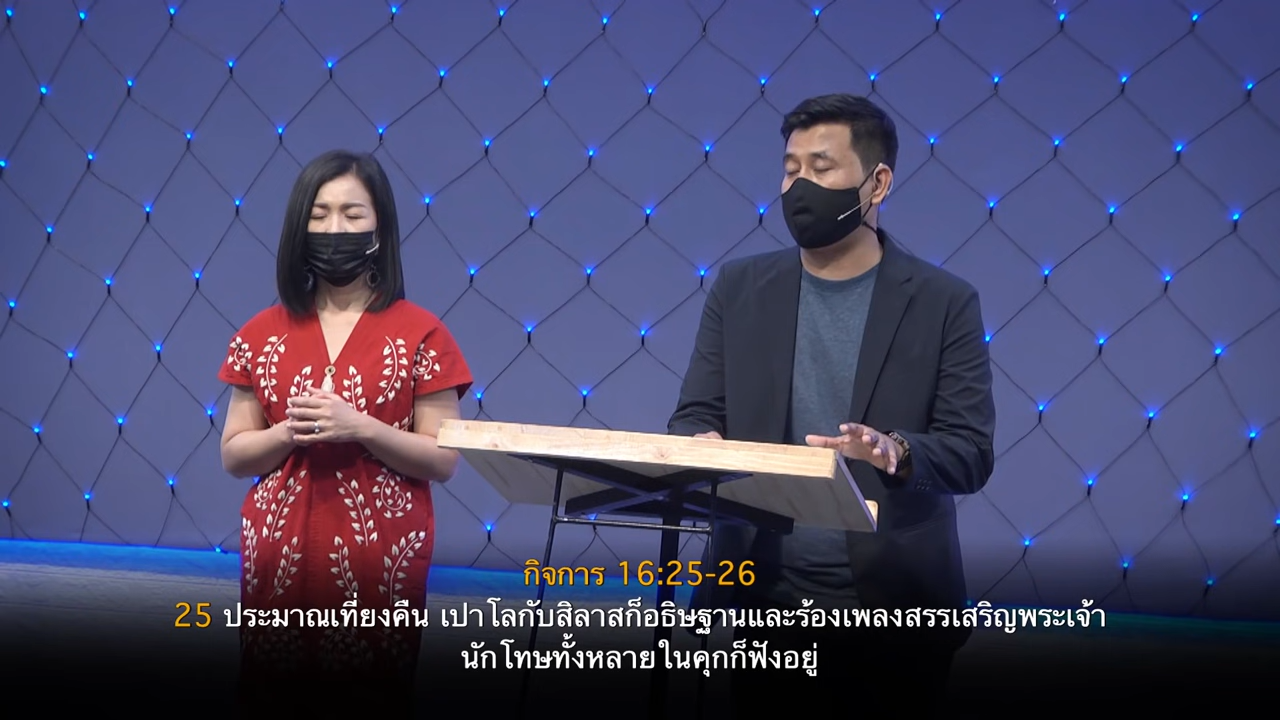 กิจการ 16:25-26
25 ประมาณเที่ยงคืน เปาโลกับสิลาสก็อธิษฐานและร้องเพลงสรรเสริญพระเจ้า
นักโทษทั้งหลายในคุกก็ฟังอยู่